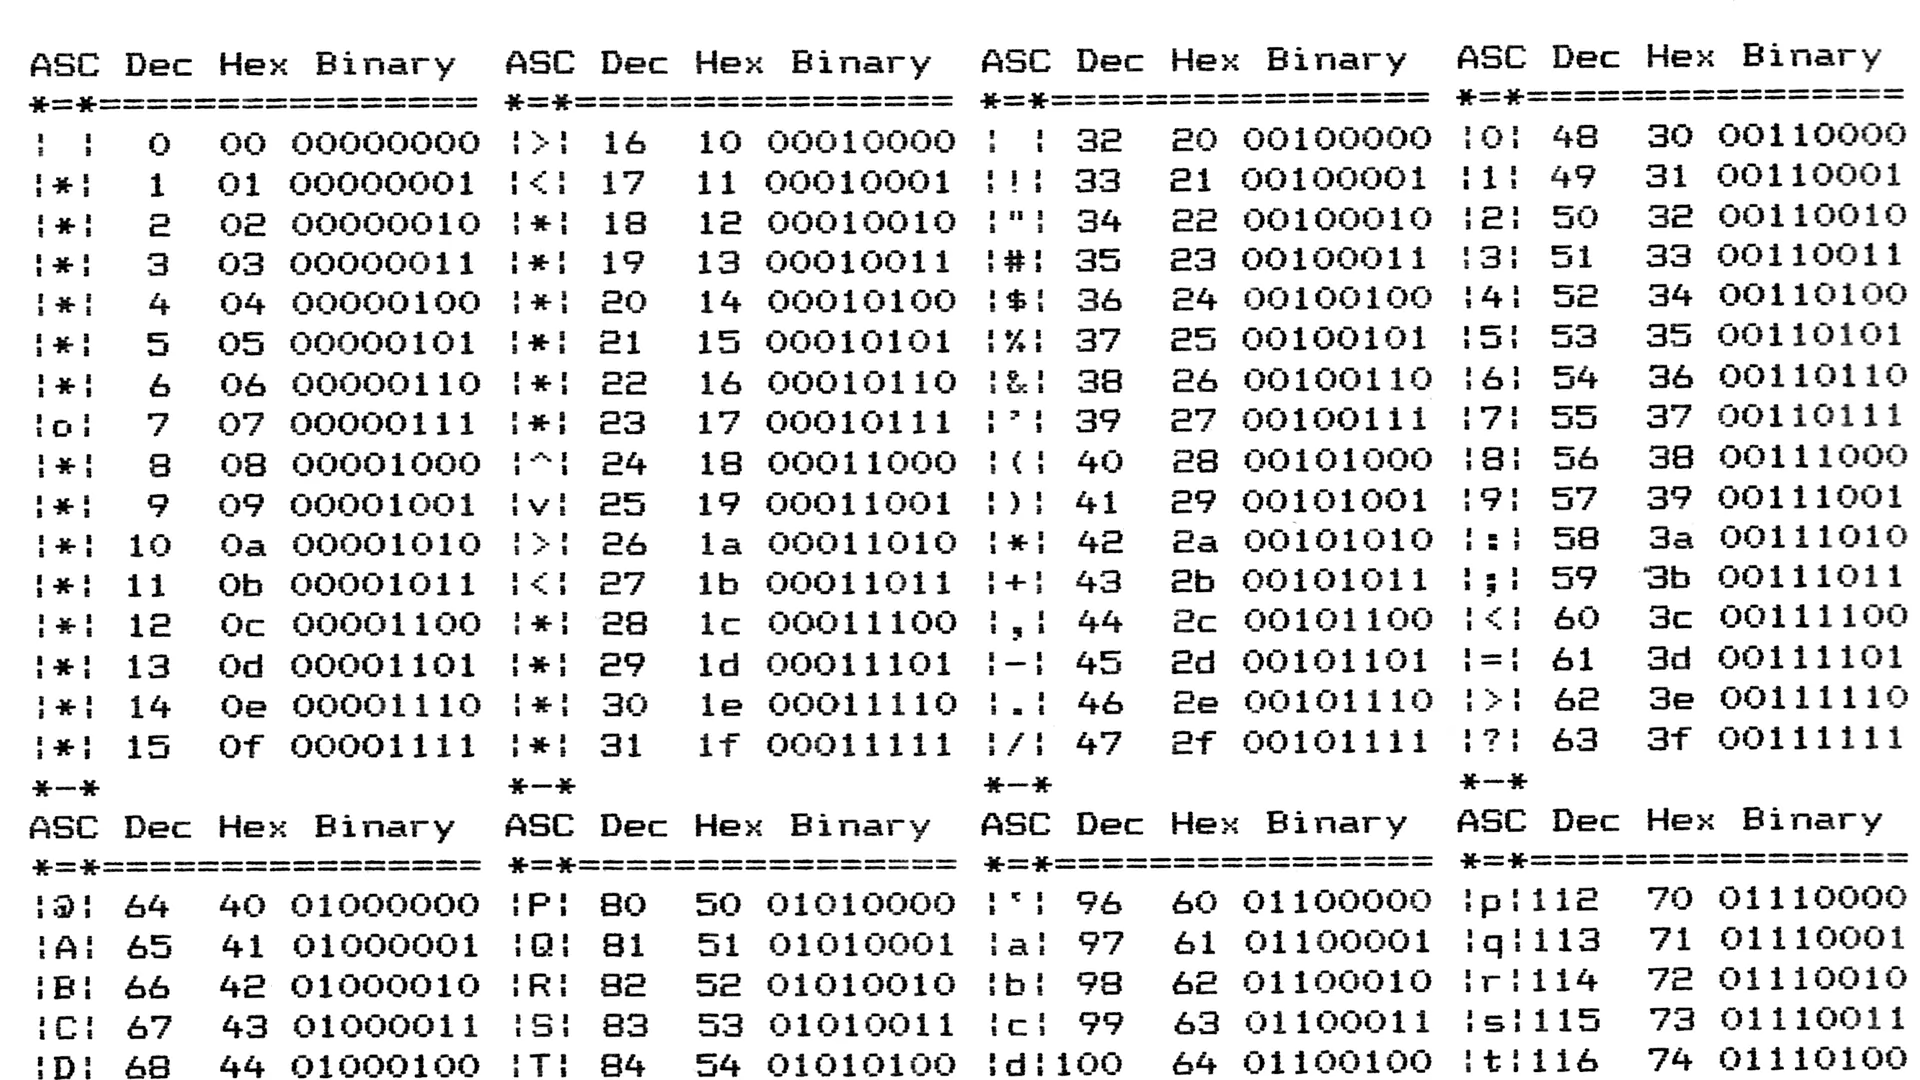 ASC Dec Hex Binary  ASC Dec Hex Binary  ASC Dec Hex Binary  ASC Dec Hex Binary
*=*================ *=*================ *=*================ *=*================
¦ ¦  0  00 00000000 ¦>¦ 16  10 00010000 ¦ ¦ 32  20 00100000 ¦0¦ 48  30 00110000
¦*¦  1  01 00000001 ¦<¦ 17  11 00010001 ¦!¦ 33  21 00100001 ¦1¦ 49  31 00110001
¦*¦  2  02 00000010 ¦*¦ 18  12 00010010 ¦"¦ 34  22 00100010 ¦2¦ 50  32 00110010
¦*¦  3  03 00000011 ¦*¦ 19  13 00010011 ¦#¦ 35  23 00100011 ¦3¦ 51  33 00110011
¦*¦  4  04 00000100 ¦*¦ 20  14 00010100 ¦$¦ 36  24 00100100 ¦4¦ 52  34 00110100
¦*¦  5  05 00000101 ¦*¦ 21  15 00010101 ¦%¦ 37  25 00100101 ¦5¦ 53  35 00110101
¦*¦  6  06 00000110 ¦*¦ 22  16 00010110 ¦&¦ 38  26 00100110 ¦6¦ 54  36 00110110
¦o¦  7  07 00000111 ¦*¦ 23  17 00010111 ¦'¦ 39  27 00100111 ¦7¦ 55  37 00110111
¦*¦  8  08 00001000 ¦^¦ 24  18 00011000 ¦(¦ 40  28 00101000 ¦8¦ 56  38 00111000
¦*¦  9  09 00001001 ¦v¦ 25  19 00011001 ¦)¦ 41  29 00101001 ¦9¦ 57  39 00111001
¦*¦ 10  0a 00001010 ¦>¦ 26  1a 00011010 ¦*¦ 42  2a 00101010 ¦:¦ 58  3a 00111010
¦*¦ 11  0b 00001011 ¦<¦ 27  1b 00011011 ¦+¦ 43  2b 00101011 ¦;¦ 59  3b 00111011
¦*¦ 12  0c 00001100 ¦*¦ 28  1c 00011100 ¦,¦ 44  2c 00101100 ¦<¦ 60  3c 00111100
¦*¦ 13  0d 00001101 ¦*¦ 29  1d 00011101 ¦-¦ 45  2d 00101101 ¦=¦ 61  3d 00111101
¦*¦ 14  0e 00001110 ¦*¦ 30  1e 00011110 ¦.¦ 46  2e 00101110 ¦>¦ 62  3e 00111110
¦*¦ 15  0f 00001111 ¦*¦ 31  1f 00011111 ¦/¦ 47  2f 00101111 ¦?¦ 63  3f 00111111
*-*                 *-*                 *-*                 *-*
ASC Dec Hex Binary  ASC Dec Hex Binary  ASC Dec Hex Binary  ASC Dec Hex Binary
*=*================ *=*================ *=*================ *=*================
¦@¦ 64  40 01000000 ¦P¦ 80  50 01010000 ¦`¦ 96  60 01100000 ¦p¦112  70 01110000
¦A¦ 65  41 01000001 ¦Q¦ 81  51 01010001 ¦a¦ 97  61 01100001 ¦q¦113  71 01110001
¦B¦ 66  42 01000010 ¦R¦ 82  52 01010010 ¦b¦ 98  62 01100010 ¦r¦114  72 01110010
¦C¦ 67  43 01000011 ¦S¦ 83  53 01010011 ¦c¦ 99  63 01100011 ¦s¦115  73 01110011
¦D¦ 68  44 01000100 ¦T¦ 84  54 01010100 ¦d¦100  64 01100100 ¦t¦116  74 01110100